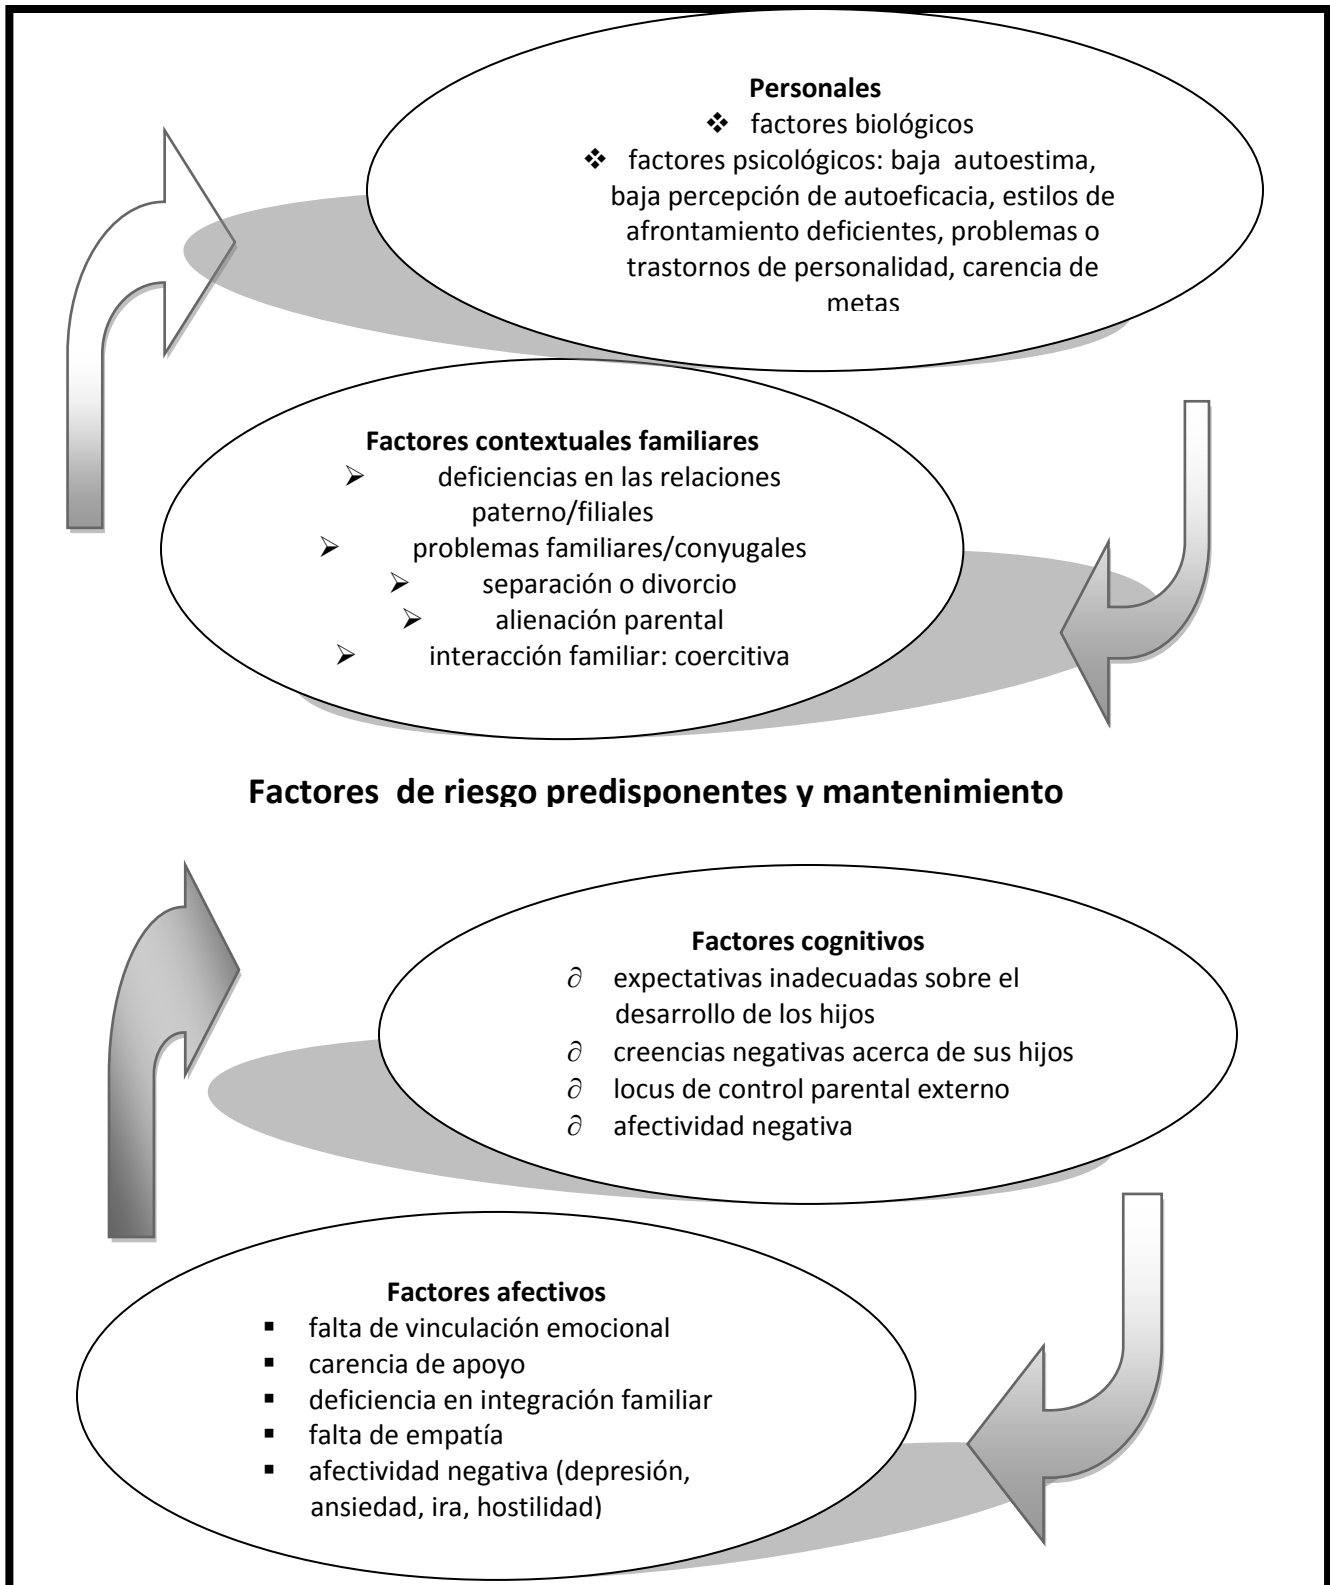 Personales
❖ factores biológicos
❖ factores psicológicos: baja autoestima,
baja percepción de autoeficacia, estilos de
afrontamiento deficientes, problemas o
trastornos de personalidad, carencia de
metas
Factores contextuales familiares
➢ deficiencias en las relaciones
paterno/filiales
➢ problemas familiares/conyugales
➢ separación o divorcio
➢ alienación parental
➢ interacción familiar: coercitiva
Factores de riesgo predisponentes y mantenimiento
Factores cognitivos
∂ expectativas inadecuadas sobre el
desarrollo de los hijos
∂ creencias negativas acerca de sus hijos
∂ locus de control parental externo
∂ afectividad negativa
Factores afectivos
▪ falta de vinculación emocional
▪ carencia de apoyo
▪ deficiencia en integración familiar
▪ falta de empatía
▪ afectividad negativa (depresión,
ansiedad, ira, hostilidad)